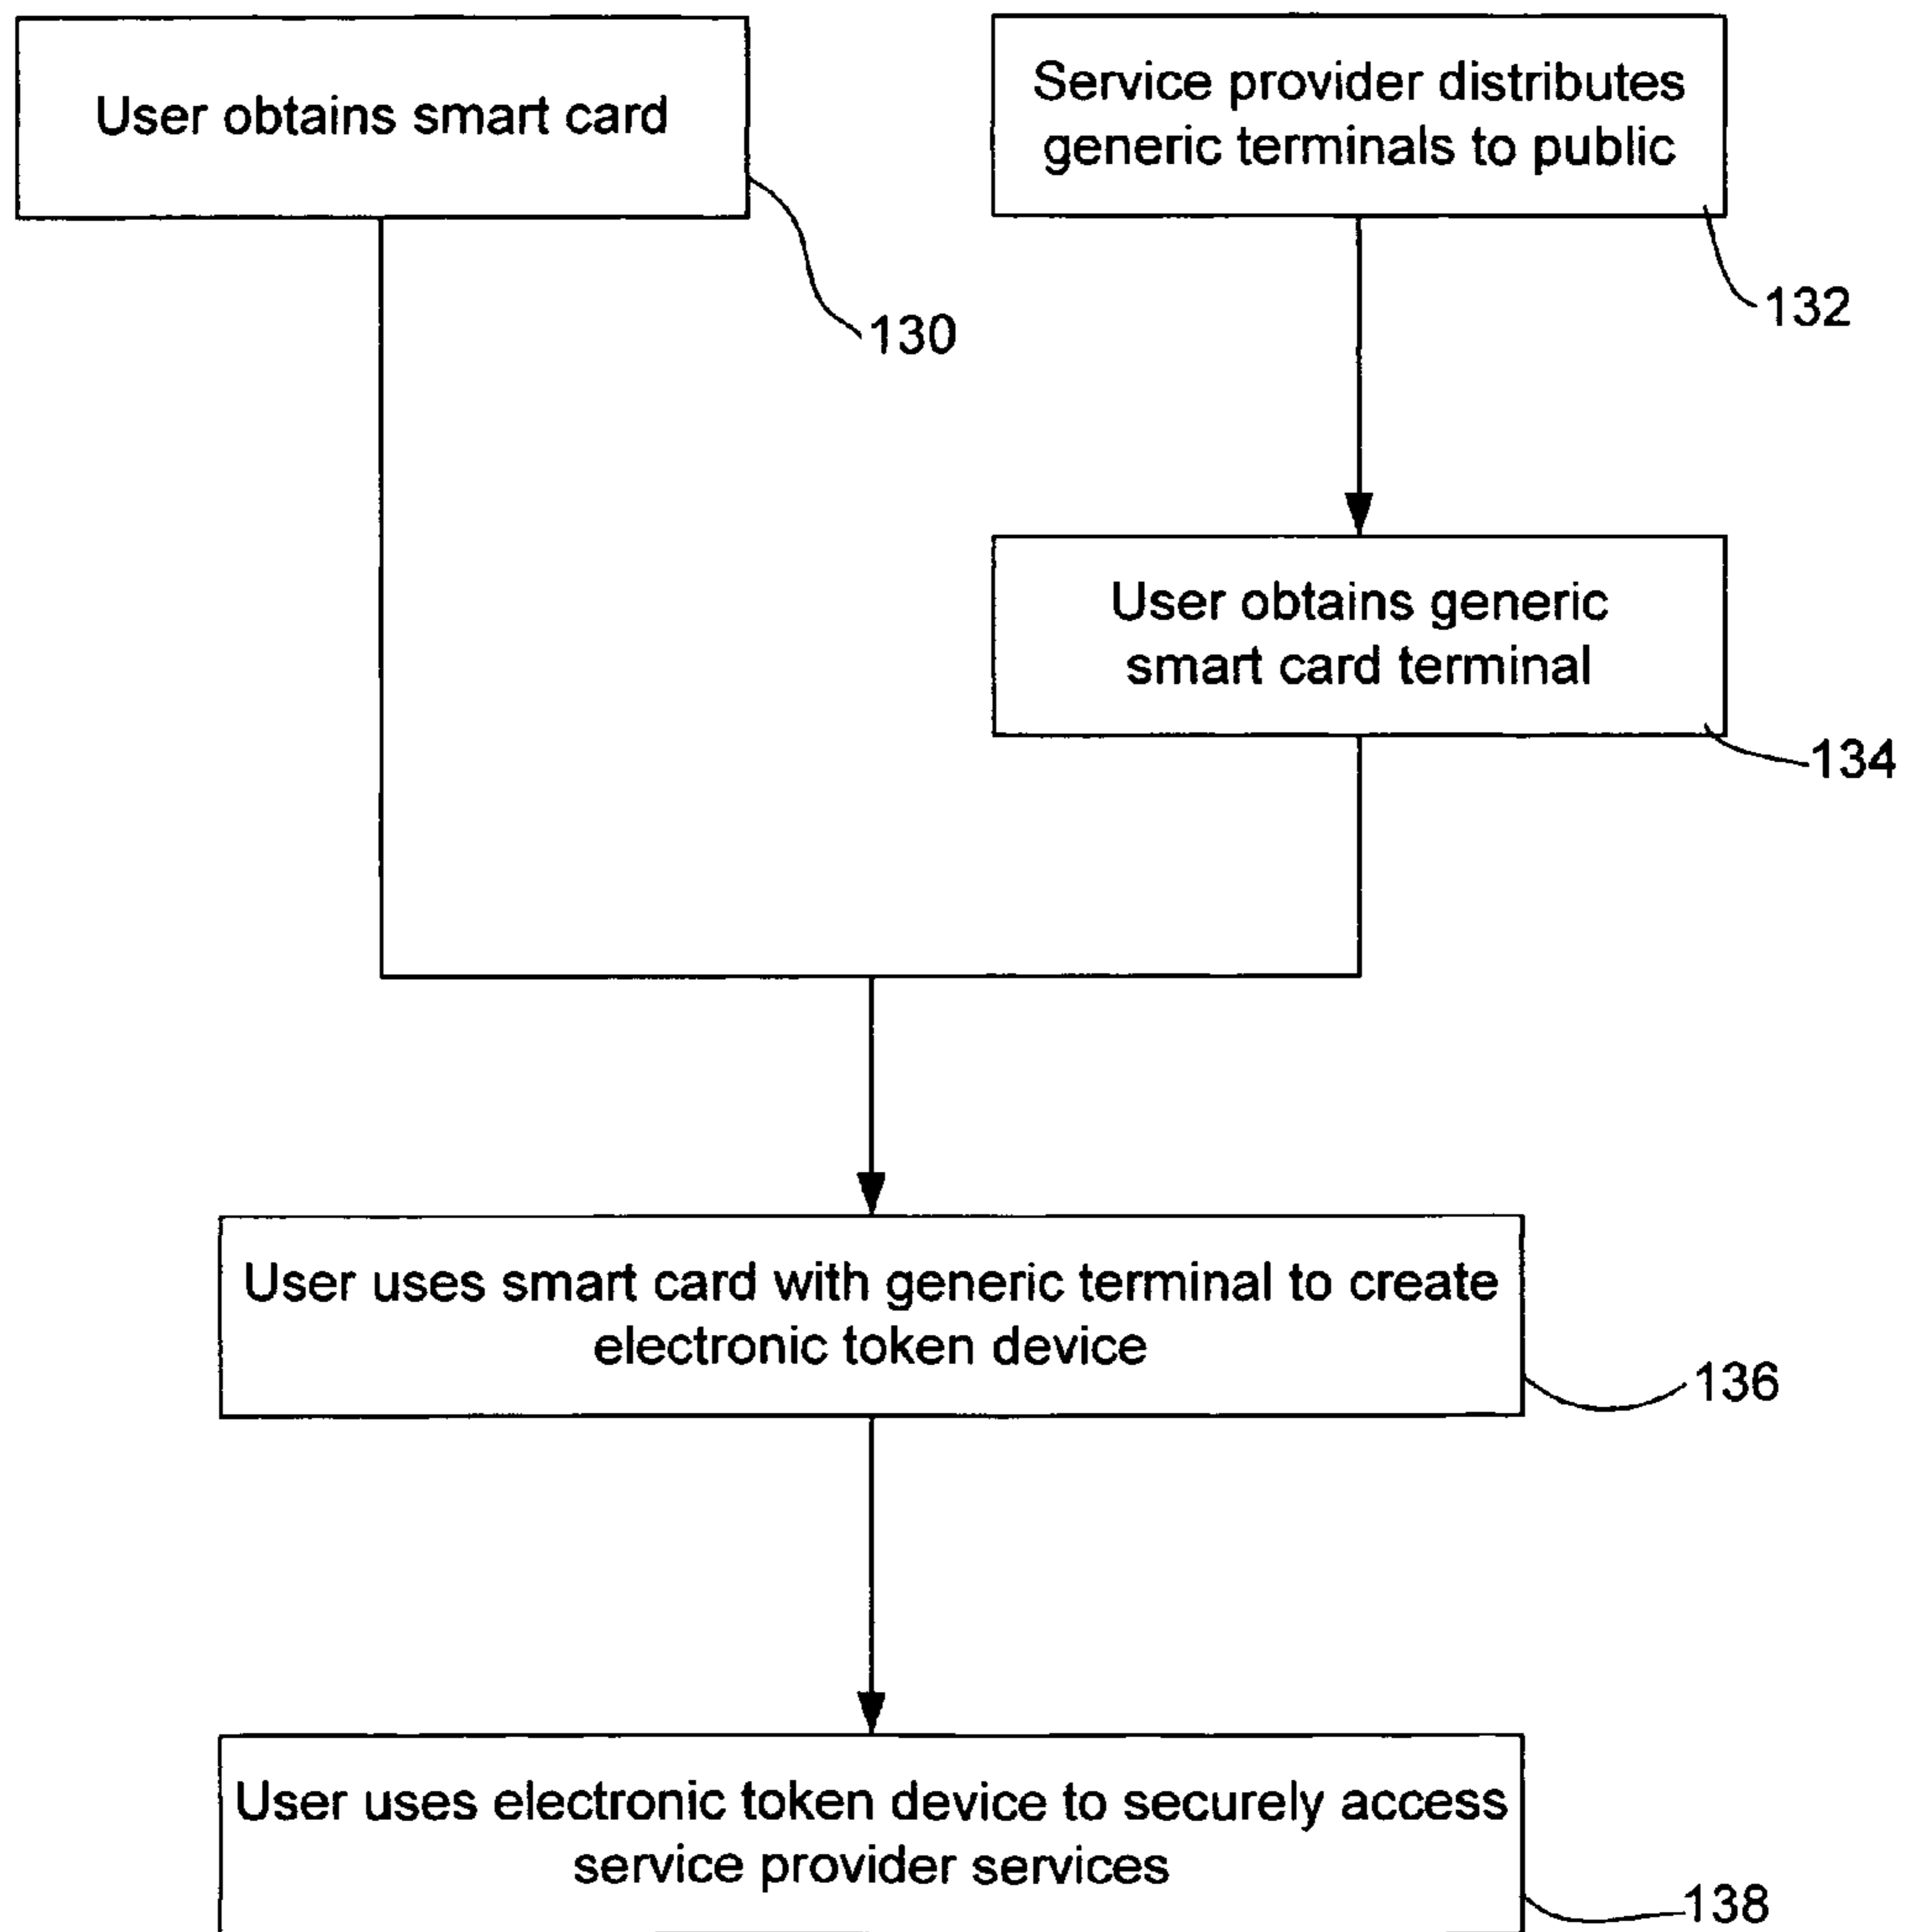 User obtains smart card
130
Service provider distributes
generic terminals to public
132
User obtains generic
smart card terminal
134
User uses smart card with generic terminal to create
electronic token device
136
User uses electronic token device to securely access
service provider services
138